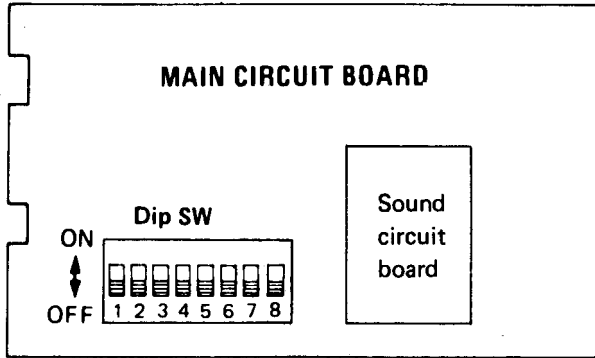 MAIN CIRCUIT BOARD
Sound
circuit
board
Dip SW
ON
OFF
1 2 3 4 5 6 7 8